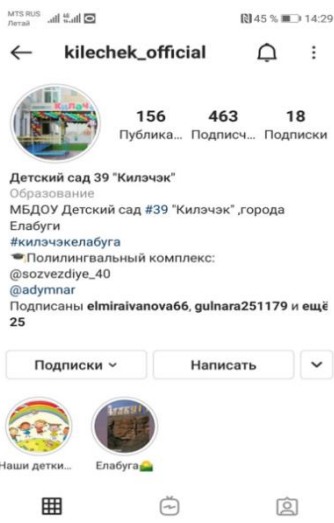 MTS RUS
Летай
45 % 14:29
kilechek_official
156 463 18
Публика... Подписч... Подписки
Детский сад 39 "Килэчэк"
Образование
МБДОУ Детский сад #39 "Килэчэк" ,города
Елабуги
#килэчэкелабуга
Полилингвальный комплекс:
@sozvezdiye_40
@adymnar
Подписаны elmiraivanova66, gulnara251179 и ещё
25
Подписки Написать
Наши детки... Елабуга